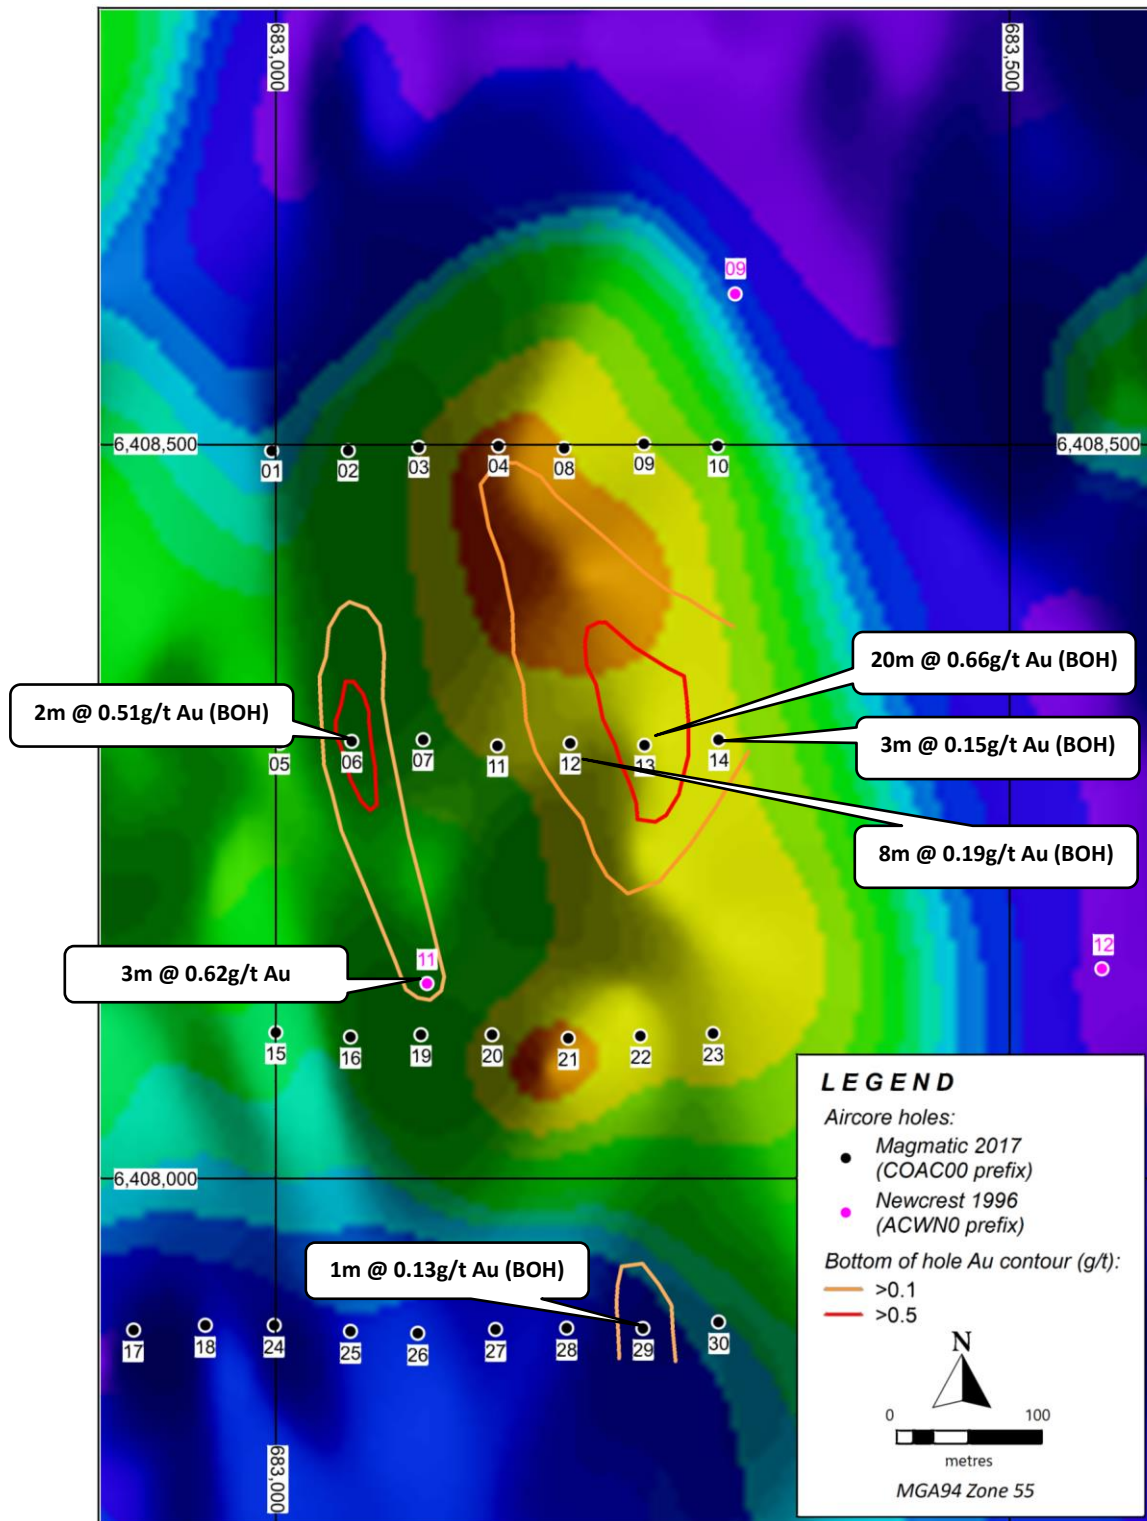 683,000
683,500
09
6,408,500
6,408,500
01
02
03
04
08
09
10
20m @ 0.66g/t Au (BOH)
2m @ 0.51g/t Au (BOH)
3m @ 0.15g/t Au (BOH)
05
06
07
11
12
13
14
8m @ 0.19g/t Au (BOH)
11
12
3m @ 0.62g/t Au
15
16
19
20
21
22
23
LEGEND
Aircore holes:
Magmatic 2017
(COAC00 prefix)
Newcrest 1996
(ACWN0 prefix)
Bottom of hole Au contour (g/t):
>0.1
>0.5
N
0 100
metres
MGA94 Zone 55
6,408,000
1m @ 0.13g/t Au (BOH)
17
18
24
25
26
27
28
29
30
683,000